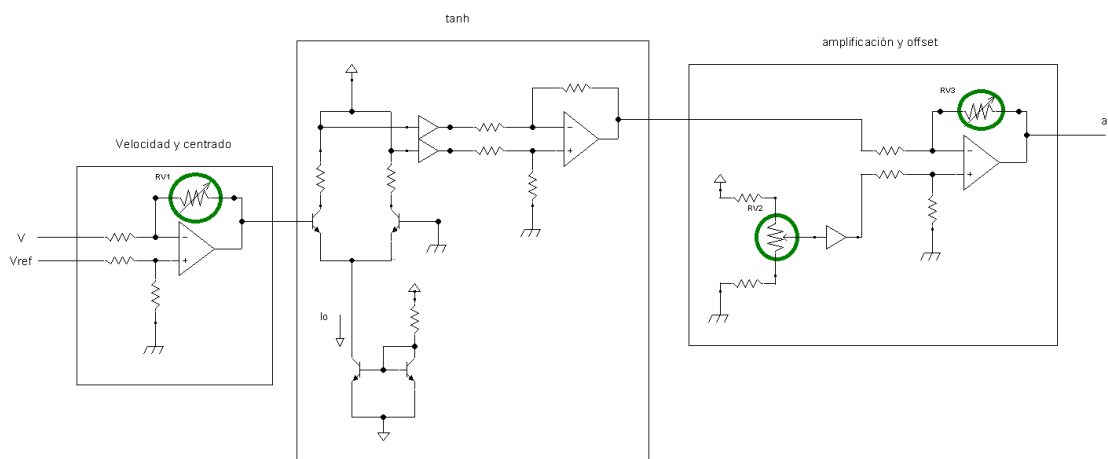 tanh
amplificación y offset
Velocidad y centrado
RV1
RV3
V
Vref
RV2
a
Io